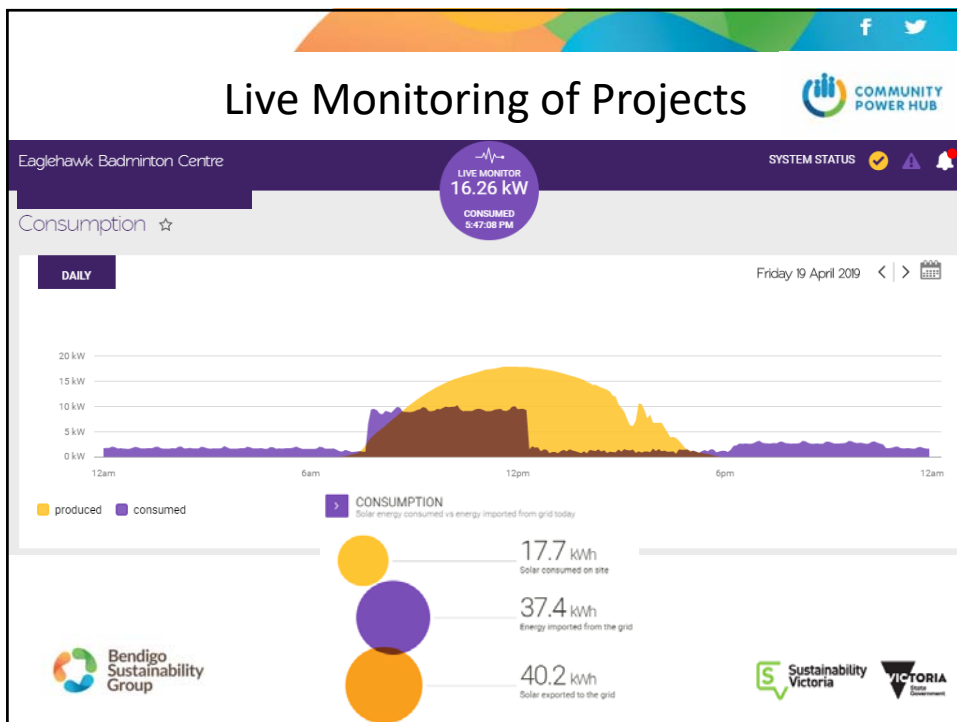 f
Live Monitoring of Projects
COMMUNITY
POWER HUB
Eaglehawk Badminton Centre
LIVE MONITOR
16.26 kW
CONSUMED
5:47:08 PM
SYSTEM STATUS
Consumption
DAILY
Friday 19 April 2019
20 kW
15 kW
10 kW
5 kW
0 kW
12am
6am
12pm
6pm
12am
produced
consumed
CONSUMPTION
Solar energy consumed vs energy imported from grid today
17.7 kWh
Solar consumed on site
37.4 kWh
Energy imported from the grid
40.2 kWh
Solar exported to the grid
Bendigo
Sustainability
Group
S
Sustainability
Victoria
VICTORIA
State
Government